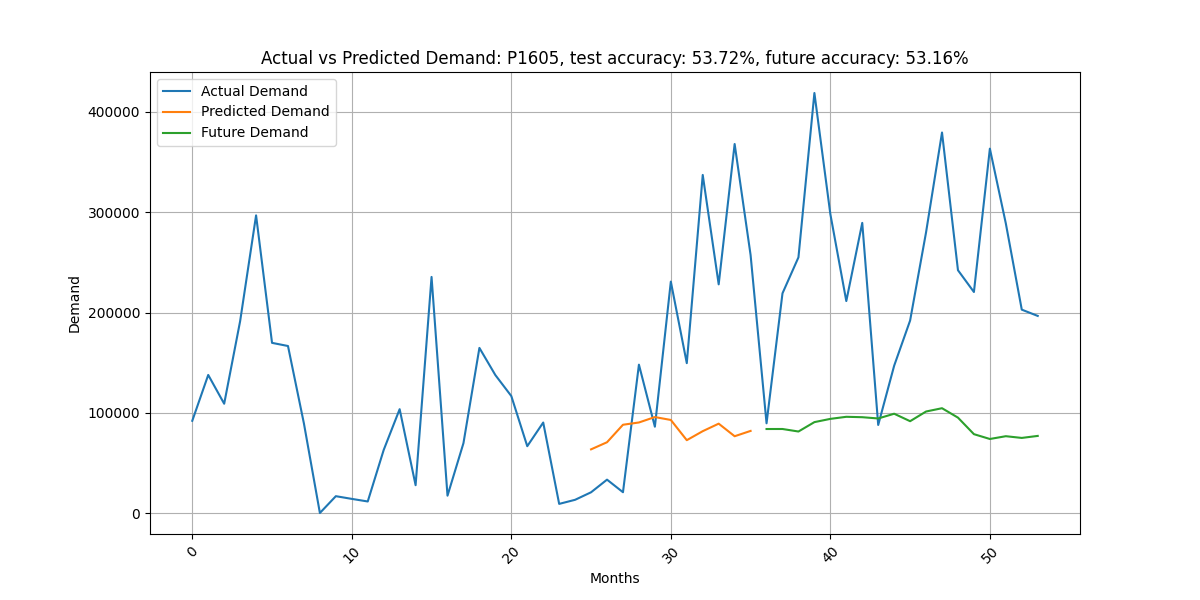 Actual vs Predicted Demand: P1605, test accuracy: 53.72%, future accuracy: 53.16%
Actual Demand
Predicted Demand
Future Demand
400000
300000
200000
100000
0
Demand
0 10 20 30 40 50
Months